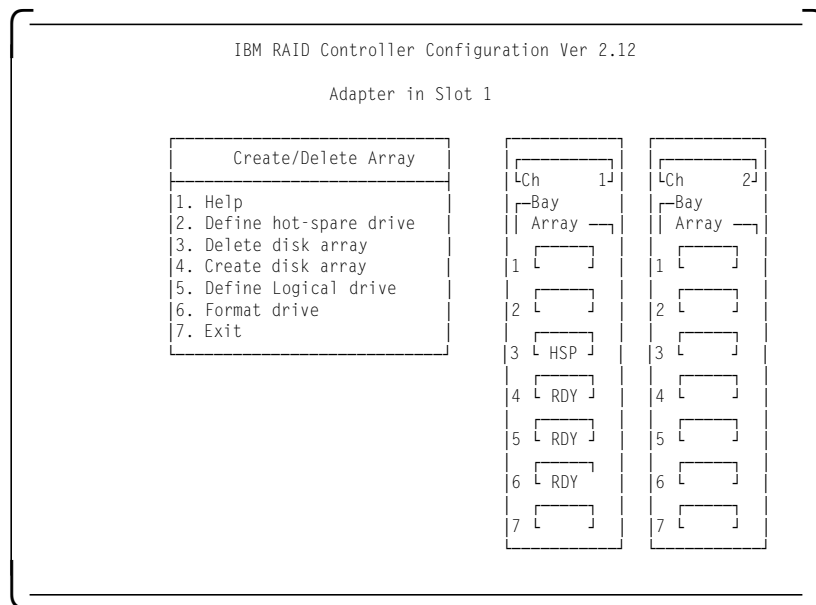 IBM RAID Controller Configuration Ver 2.12
Adapter in Slot 1
Create/Delete Array
1. Help
2. Define hot-spare drive
3. Delete disk array
4. Create disk array
5. Define Logical drive
6. Format drive
7. Exit
Ch 1
Bay
Array
1
2
3 HSP
4 RDY
5 RDY
6 RDY
7
Ch 2
Bay
Array
1
2
3
4
5
6
7